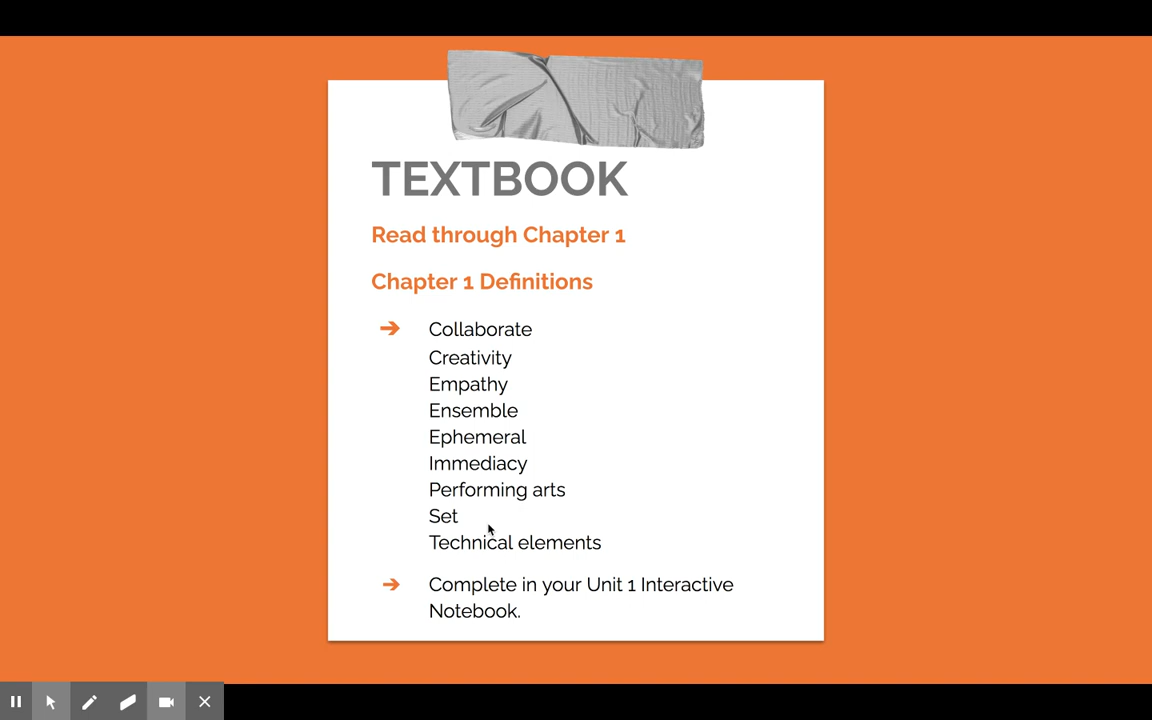 TEXTBOOK
Read through Chapter 1
Chapter 1 Definitions
➔ Collaborate
Creativity
Empathy
Ensemble
Ephemeral
Immediacy
Performing arts
Set
Technical elements
➔ Complete in your Unit 1 Interactive
Notebook.